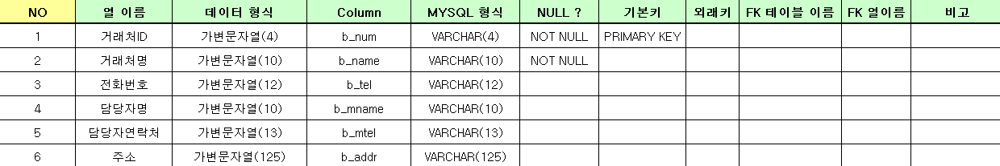 NO 열 이름 데이터 형식 Column MYSQL 형식 NULL ? 기본키 외래키 FK 테이블 이름 FK 열이름 비고
1 거래처ID 가변문자열(4) b_num VARCHAR(4) NOT NULL PRIMARY KEY
2 거래처명 가변문자열(10) b_name VARCHAR(10) NOT NULL
3 전화번호 가변문자열(12) b_tel VARCHAR(12)
4 담당자명 가변문자열(10) b_mname VARCHAR(10)
5 담당자연락처 가변문자열(13) b_mtel VARCHAR(13)
6 주소 가변문자열(125) b_addr VARCHAR(125)